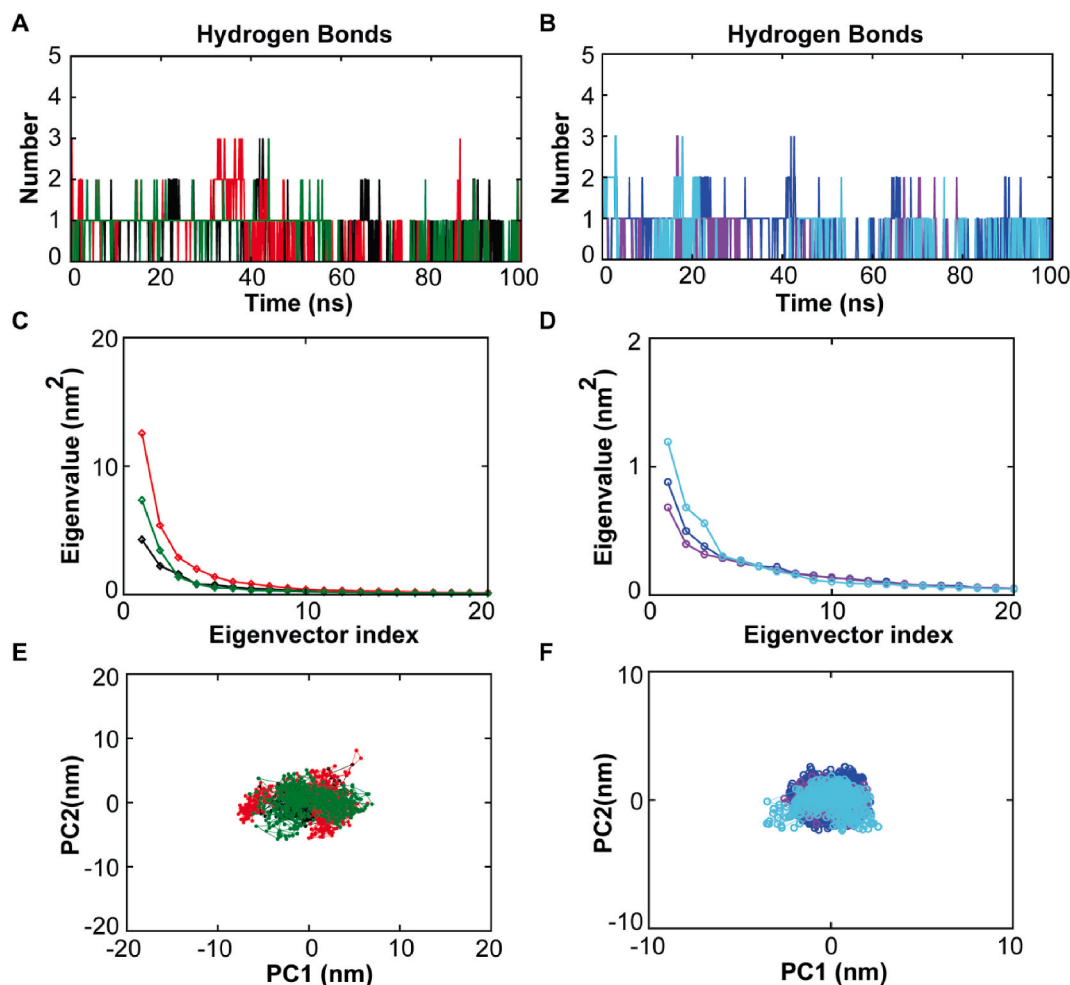 A
Hydrogen Bonds
5
4
3
2
1
0
Number
0 20 40 60 80 100
Time (ns)
B
Hydrogen Bonds
5
4
3
2
1
0
Number
0 20 40 60 80 100
Time (ns)
C
20
10
0
Eigenvalue (nm²)
0 10 20
Eigenvector index
D
2
1
0
Eigenvalue (nm²)
0 10 20
Eigenvector index
E
20
10
0
-10
-20
PC2(nm)
-20 -10 0 10 20
PC1 (nm)
F
10
0
-10
PC2(nm)
-10 0 10
PC1 (nm)